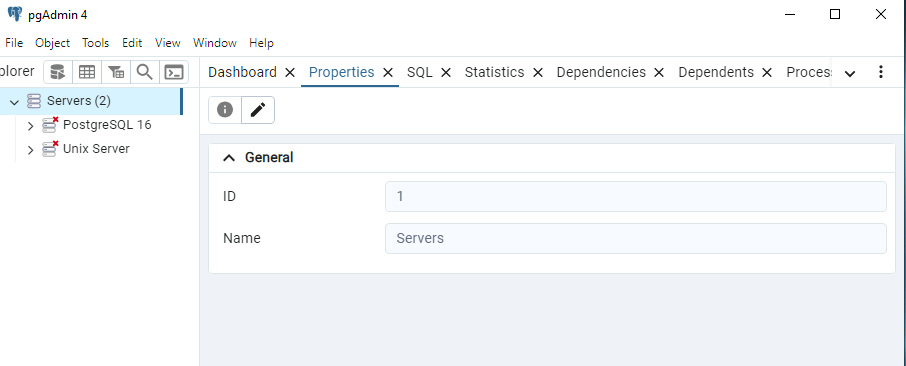 pgAdmin 4
File Object Tools Edit View Window Help
plorer
Dashboard Properties SQL Statistics Dependencies Dependents Proces
Servers (2)
PostgreSQL 16
Unix Server
General
ID 1
Name Servers